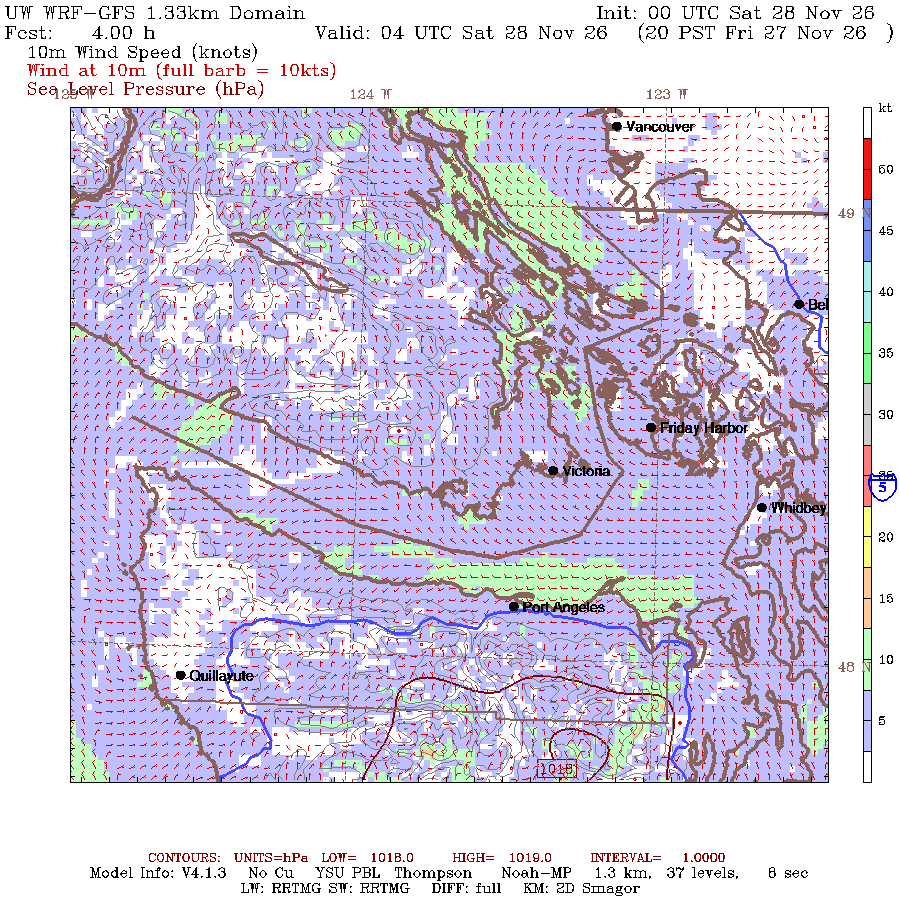 UW WRF-GFS 1.33km Domain Init: 00 UTC Sat 28 Nov 26
Fcst: 4.00 h Valid: 04 UTC Sat 28 Nov 26 (20 PST Fri 27 Nov 26 )
10m Wind Speed (knots)
Wind at 10m (full barb = 10kts)
Sea Level Pressure (hPa)
125 W 124 W 123 W
kt
Vancouver
60
49 N
45
Bel
40
35
30
Friday Harbor
Victoria
25
5
Whidbey
20
15
Port Angeles
10
48 N
Quillayute
5
1018
CONTOURS: UNITS=hPa LOW= 1018.0 HIGH= 1019.0 INTERVAL= 1.0000
Model Info: V4.1.3 No Cu YSU PBL Thompson Noah-MP 1.3 km, 37 levels, 8 sec
LW: RRTMG SW: RRTMG DIFF: full KM: 2D Smagor